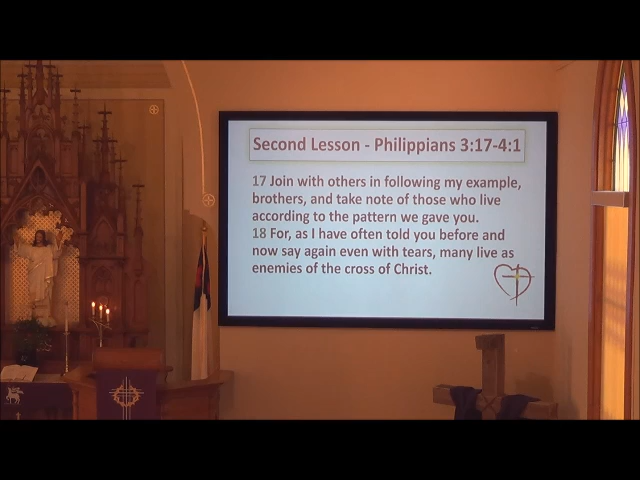 Second Lesson - Philippians 3:17-4:1
17 Join with others in following my example,
brothers, and take note of those who live
according to the pattern we gave you.
18 For, as I have often told you before and
now say again even with tears, many live as
enemies of the cross of Christ.